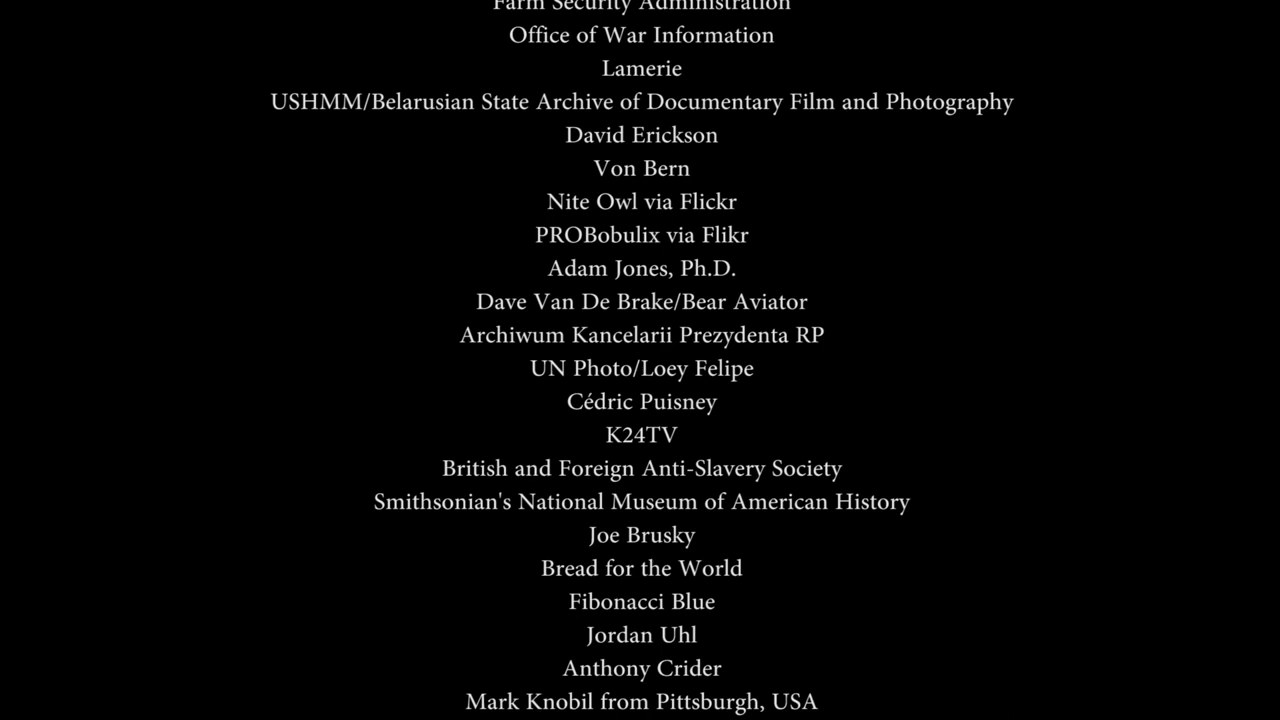 Farm Security Administration
Office of War Information
Lamerie
USHMM/Belarusian State Archive of Documentary Film and Photography
David Erickson
Von Bern
Nite Owl via Flickr
PROBobulix via Flikr
Adam Jones, Ph.D.
Dave Van De Brake/Bear Aviator
Archiwum Kancelarii Prezydenta RP
UN Photo/Loey Felipe
Cédric Puisney
K24TV
British and Foreign Anti-Slavery Society
Smithsonian's National Museum of American History
Joe Brusky
Bread for the World
Fibonacci Blue
Jordan Uhl
Anthony Crider
Mark Knobil from Pittsburgh, USA